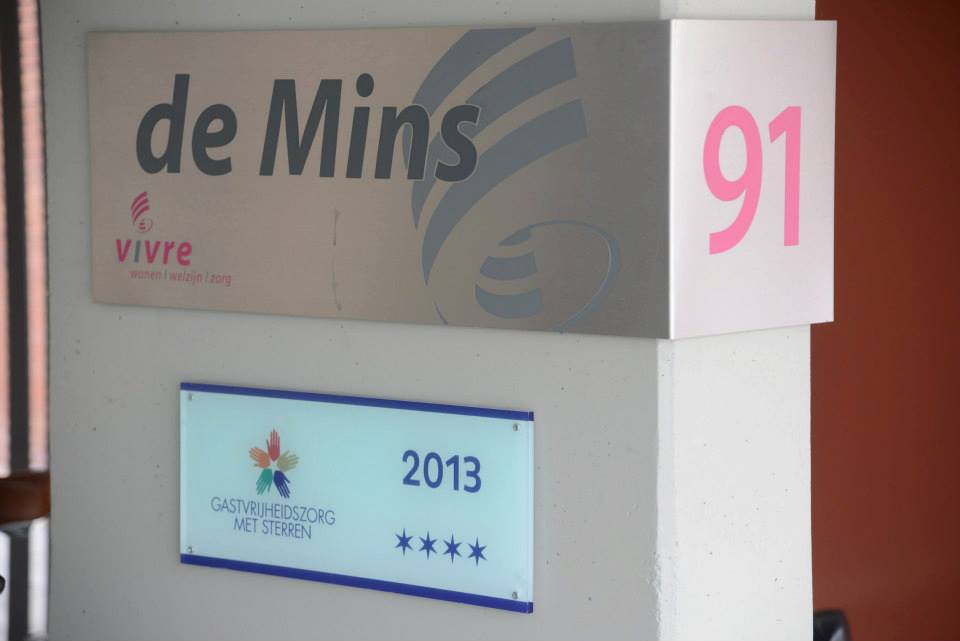 de Mins
91
vivre
wonen | welzijn | zorg
2013
GASTVRIJHEIDSZORG
MET STERREN